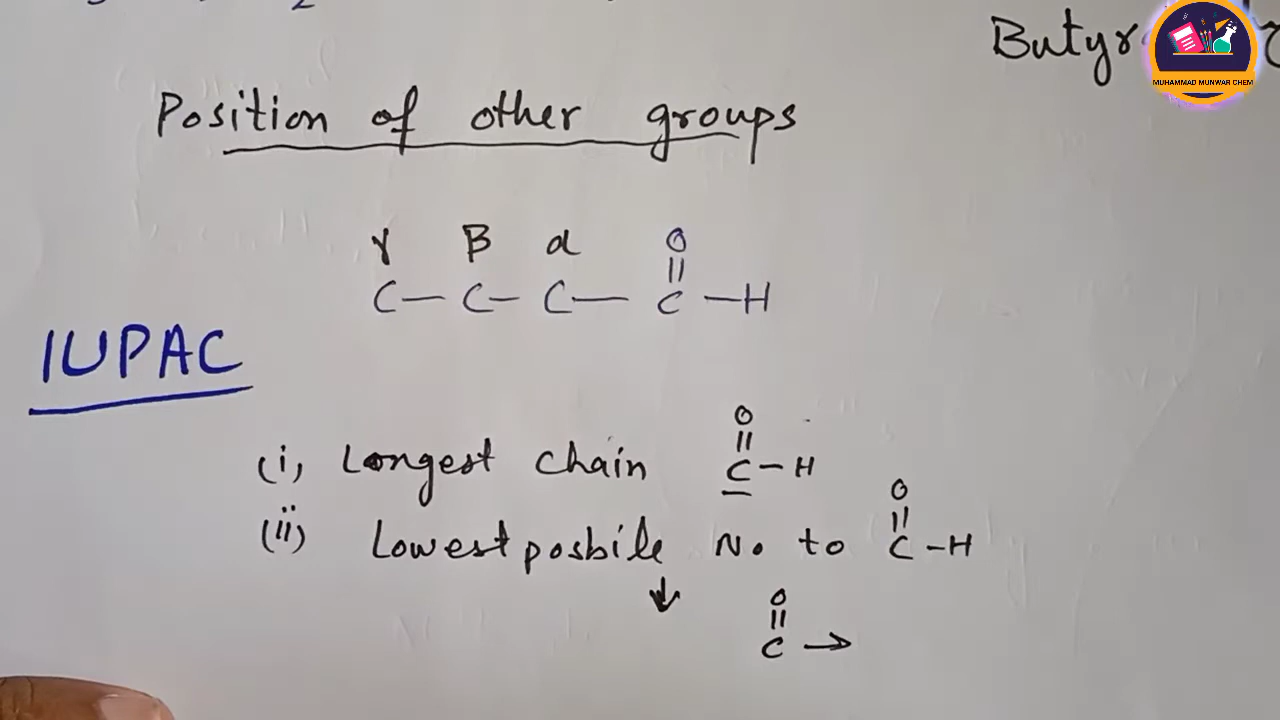 Butyr
MUHAMMAD MUNWAR CHEM
Position of other groups
γ β α O
C — C — C — C — H
IUPAC
O
(i) Longest chain C - H
O
(ii) Lowest posbile No to C - H
O
C →